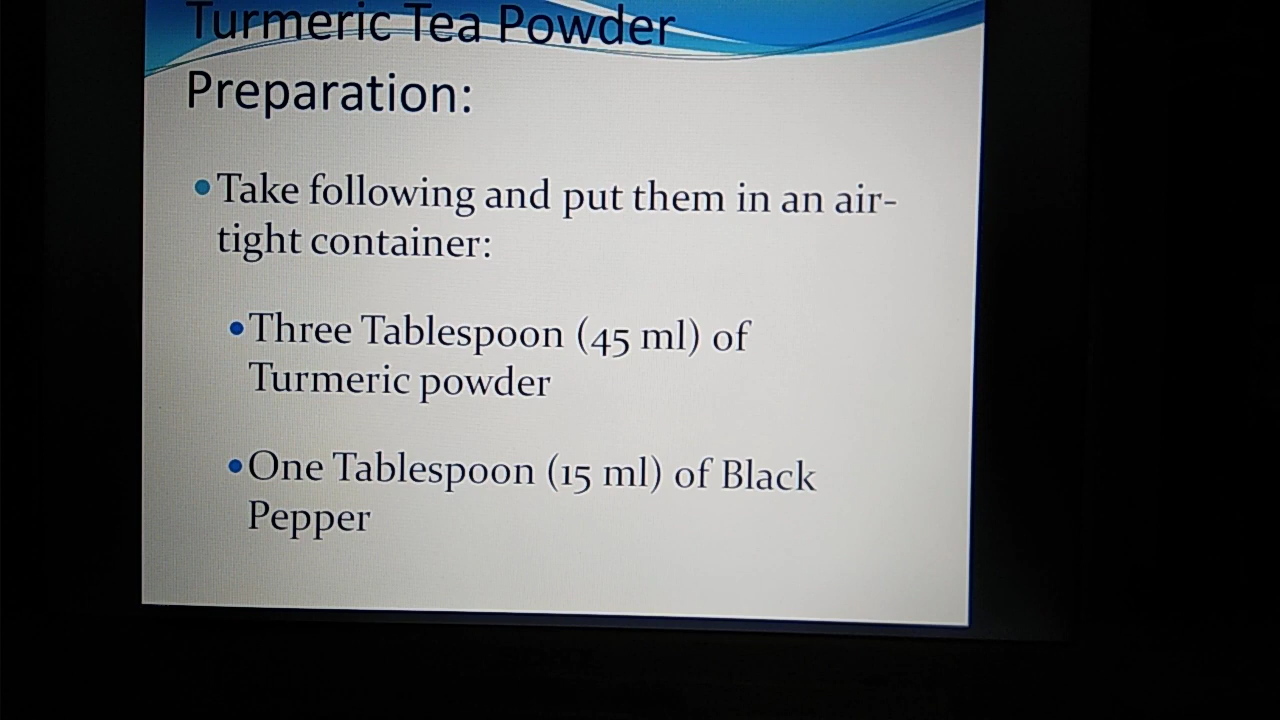 Turmeric Tea Powder
Preparation:
Take following and put them in an air-
tight container:
Three Tablespoon (45 ml) of
Turmeric powder
One Tablespoon (15 ml) of Black
Pepper